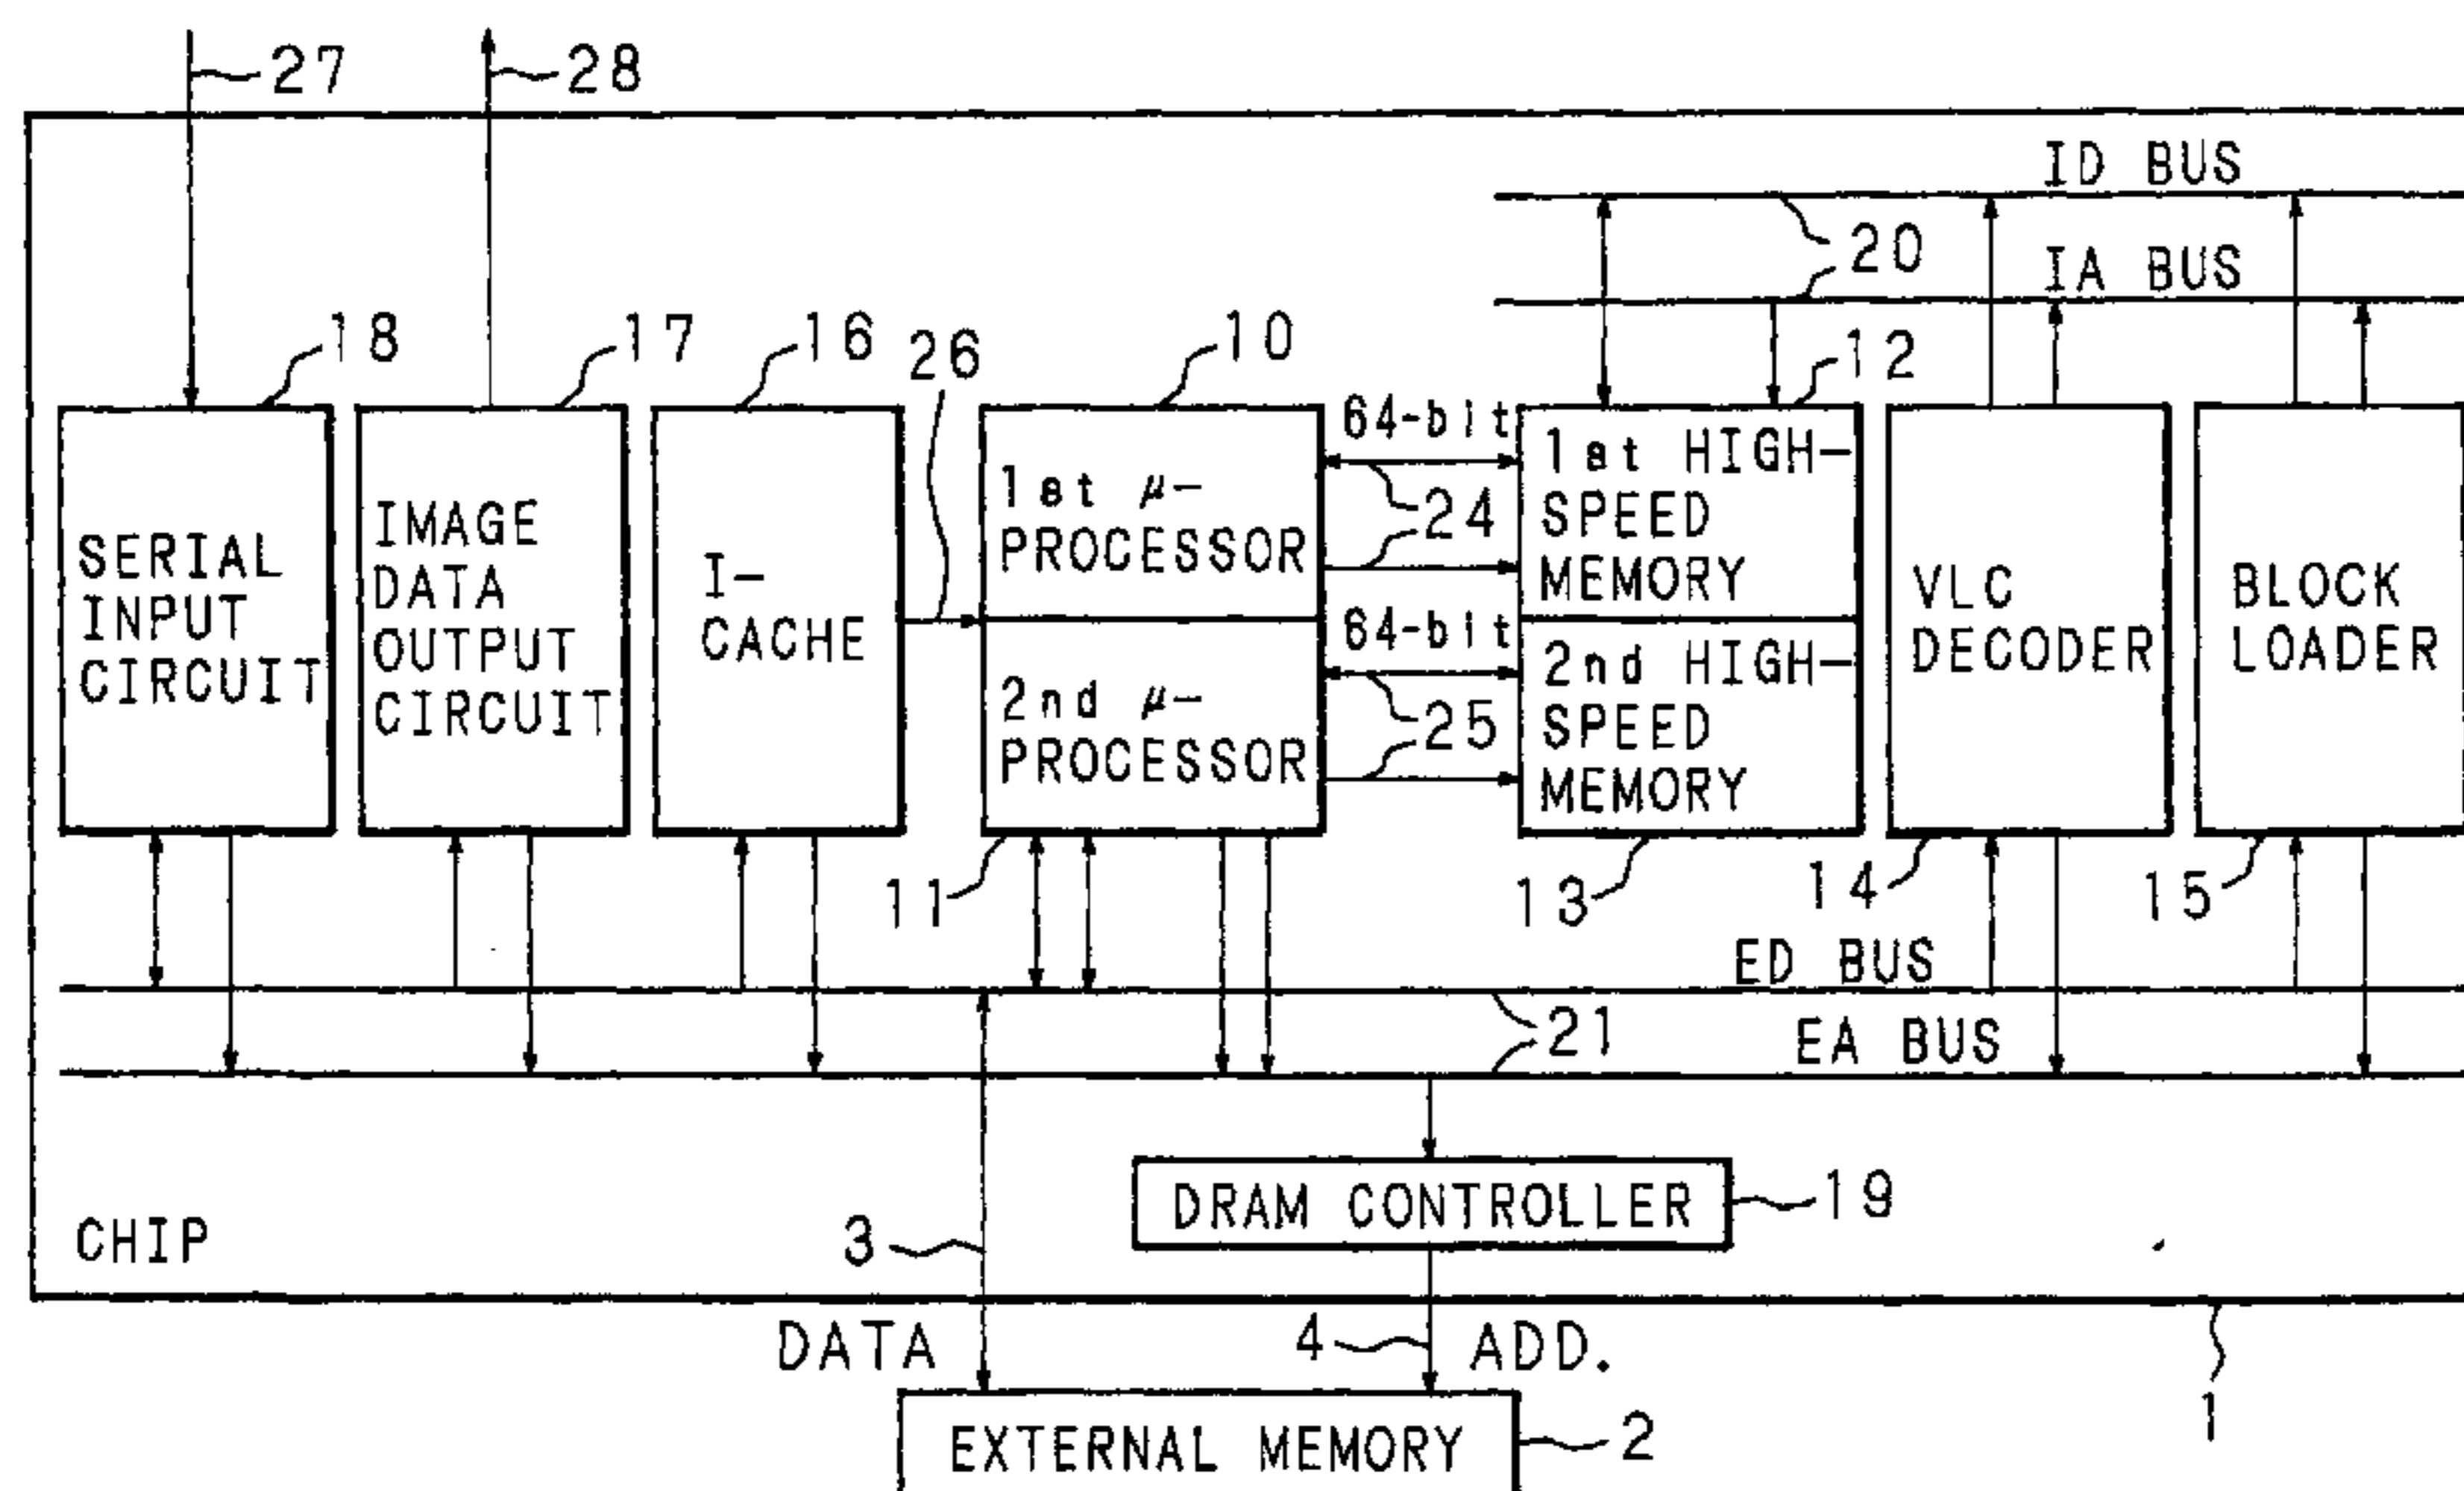 27
28
ID BUS
20
IA BUS
18
17
16
26
10
12
64-bit
1st HIGH-
SPEED
MEMORY
1st μ-
PROCESSOR
24
SERIAL
INPUT
CIRCUIT
IMAGE
DATA
OUTPUT
CIRCUIT
I-
CACHE
VLC
DECODER
BLOCK
LOADER
64-bit
2nd HIGH-
SPEED
MEMORY
2nd μ-
PROCESSOR
25
11
13
14
15
ED BUS
21
EA BUS
DRAM CONTROLLER
19
3
CHIP
DATA
4
ADD.
1
EXTERNAL MEMORY
2